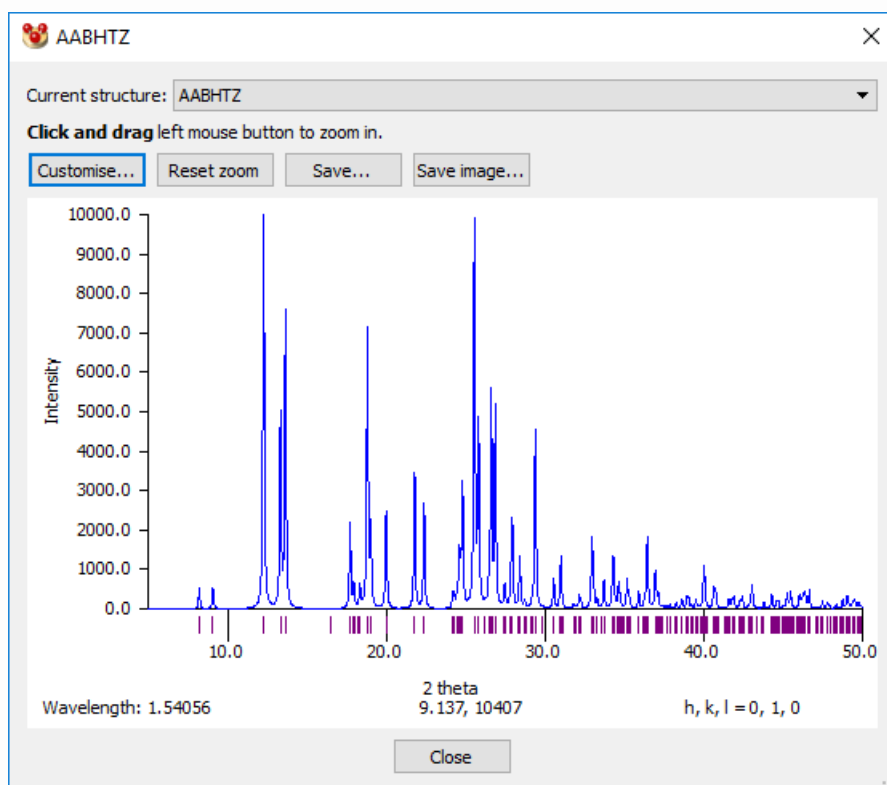 AABHTZ
Current structure: AABHTZ
Click and drag left mouse button to zoom in.
Customise... Reset zoom Save... Save image...
10000.0
9000.0
8000.0
7000.0
6000.0
5000.0
4000.0
3000.0
2000.0
1000.0
0.0
Intensity
10.0 20.0 30.0 40.0 50.0
2 theta
Wavelength: 1.54056 9.137, 10407 h, k, l = 0, 1, 0
Close